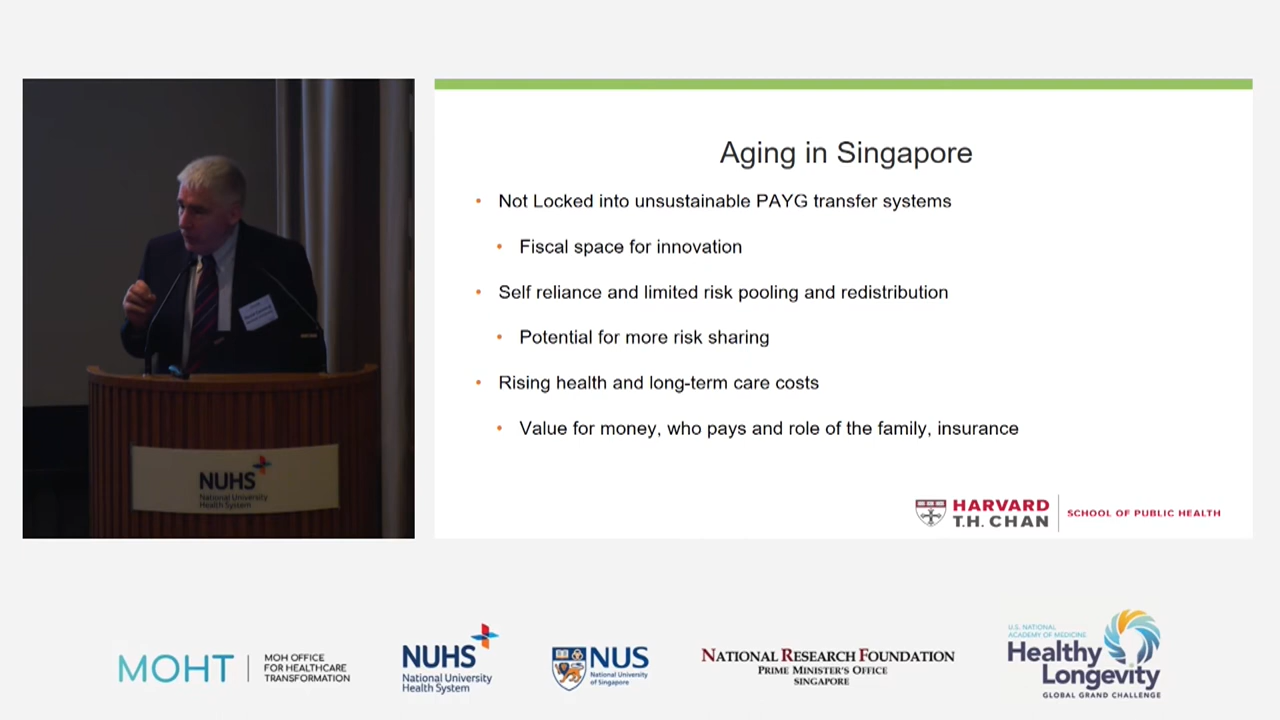 Aging in Singapore
• Not Locked into unsustainable PAYG transfer systems
• Fiscal space for innovation
• Self reliance and limited risk pooling and redistribution
• Potential for more risk sharing
• Rising health and long-term care costs
• Value for money, who pays and role of the family, insurance
HARVARD
T.H. CHAN
SCHOOL OF PUBLIC HEALTH
NUHS
National University
Health System
MOHT
MOH OFFICE
FOR HEALTHCARE
TRANSFORMATION
NUHS
National University
Health System
NUS
National University
of Singapore
NATIONAL RESEARCH FOUNDATION
PRIME MINISTER'S OFFICE
SINGAPORE
U.S. NATIONAL
ACADEMY OF MEDICINE
Healthy
Longevity
GLOBAL GRAND CHALLENGE